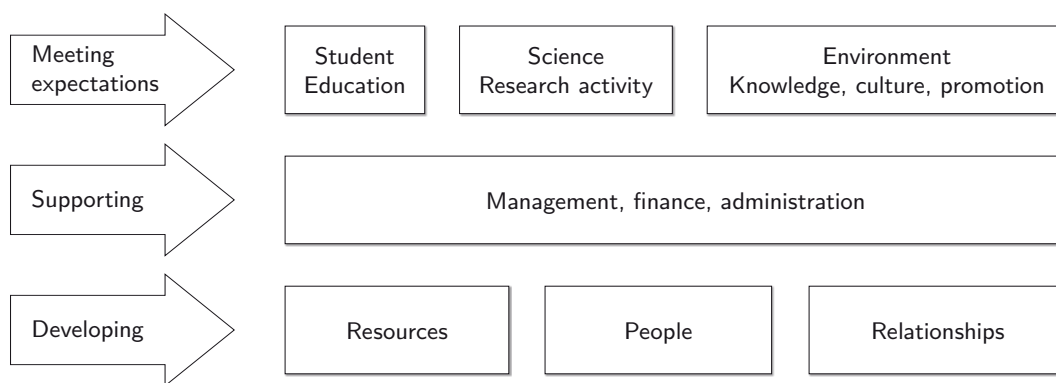 Meeting
expectations
Student
Education
Science
Research activity
Environment
Knowledge, culture, promotion
Supporting
Management, finance, administration
Developing
Resources
People
Relationships